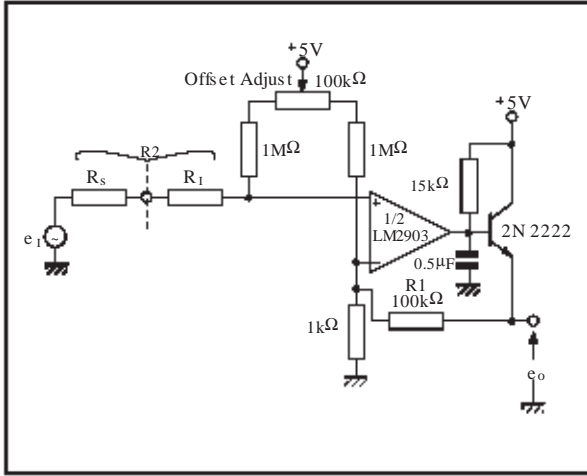 +5V
Offset Adjust
100kΩ
+5V
R2
1MΩ
1MΩ
RS
RI
15kΩ
+
1/2
LM2903
2N 2222
eI
~
0.5µF
−
R1
100kΩ
1kΩ
eo